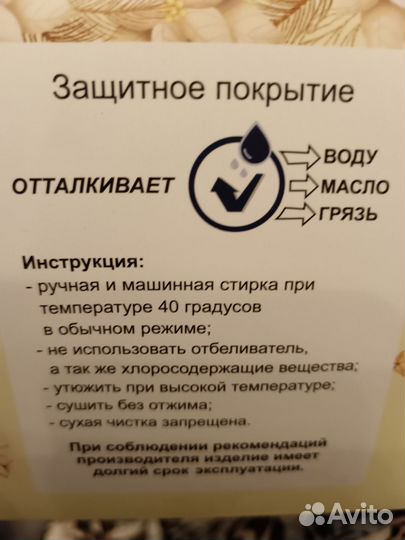 Защитное покрытие
ОТТАЛКИВАЕТ
ВОДУ
МАСЛО
ГРЯЗЬ
Инструкция:
- ручная и машинная стирка при
температуре 40 градусов
в обычном режиме;
- не использовать отбеливатель,
а так же хлоросодержащие вещества;
- утюжить при высокой температуре;
- сушить без отжима;
- сухая чистка запрещена.
При соблюдении рекомендаций
производителя изделие имеет
долгий срок эксплуатации.
Avito